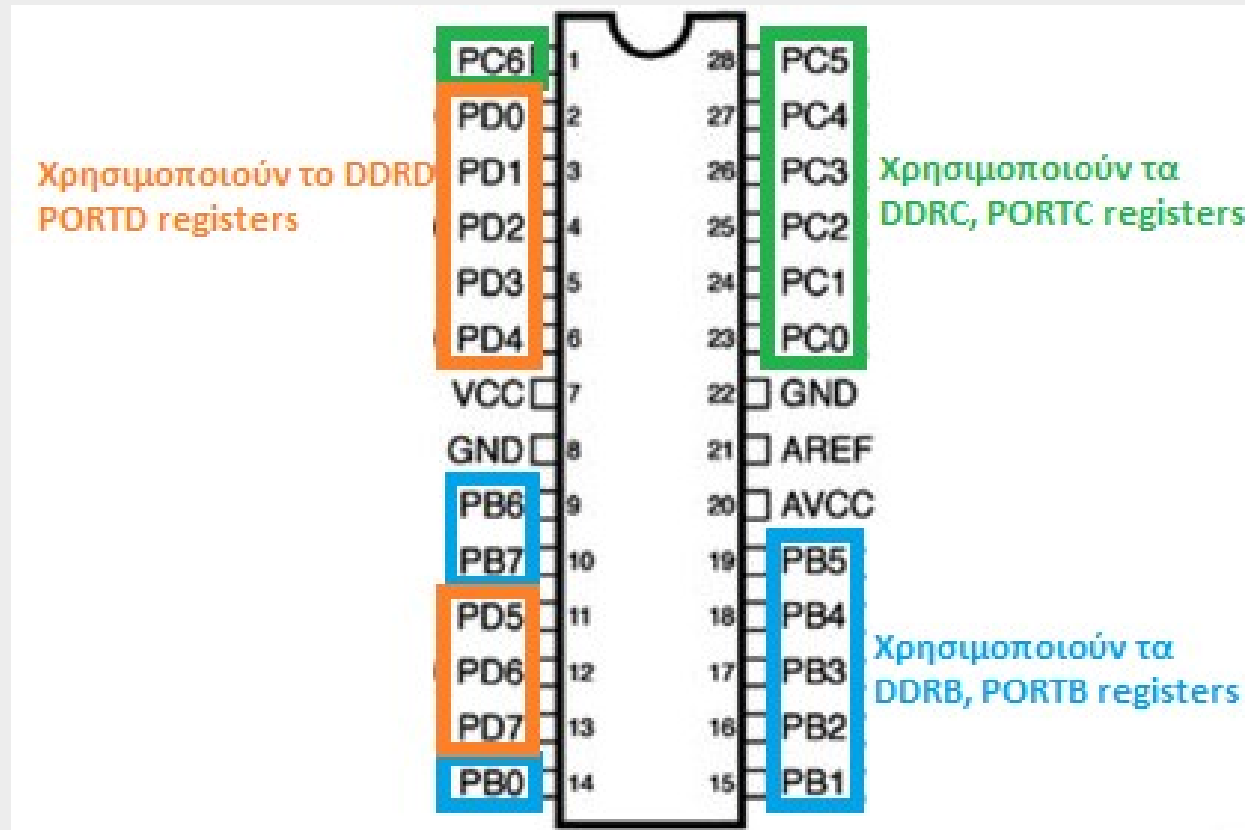 PC6 1 28 PC5
PD0 2 27 PC4
Χρησιμοποιούν το DDRD PD1 3 26 PC3 Χρησιμοποιούν τα
PORTD registers PD2 4 25 PC2 DDRC, PORTC registers
PD3 5 24 PC1
PD4 6 23 PC0
VCC 7 22 GND
GND 8 21 AREF
PB6 9 20 AVCC
PB7 10 19 PB5
PD5 11 18 PB4
PD6 12 17 PB3 Χρησιμοποιούν τα
PD7 13 16 PB2 DDRB, PORTB registers
PB0 14 15 PB1